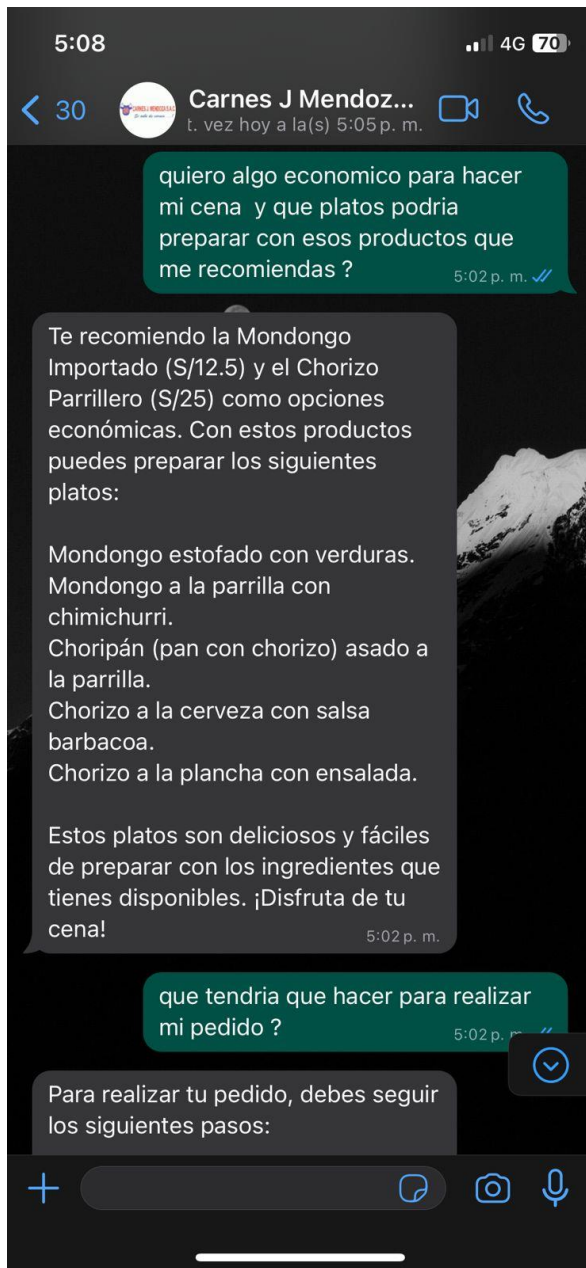 5:08
4G 70
30
Carnes J Mendoz...
t. vez hoy a la(s) 5:05 p. m.
quiero algo economico para hacer
mi cena y que platos podria
preparar con esos productos que
me recomiendas ?
5:02 p. m.
Te recomiendo la Mondongo
Importado (S/12.5) y el Chorizo
Parrillero (S/25) como opciones
económicas. Con estos productos
puedes preparar los siguientes
platos:
Mondongo estofado con verduras.
Mondongo a la parrilla con
chimichurri.
Choripán (pan con chorizo) asado a
la parrilla.
Chorizo a la cerveza con salsa
barbacoa.
Chorizo a la plancha con ensalada.
Estos platos son deliciosos y fáciles
de preparar con los ingredientes que
tienes disponibles. ¡Disfruta de tu
cena!
5:02 p. m.
que tendria que hacer para realizar
mi pedido ?
5:02 p.
Para realizar tu pedido, debes seguir
los siguientes pasos: